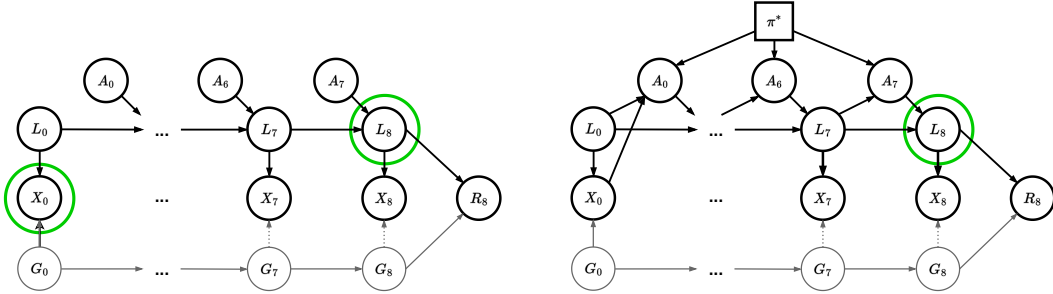 π*
A₀ A₆ A₇ A₀ A₆ A₇
L₀ ... L₇ L₈ L₀ ... L₇ L₈
X₀ ... X₇ X₈ R₈ X₀ ... X₇ X₈ R₈
G₀ ... G₇ G₈ G₀ ... G₇ G₈